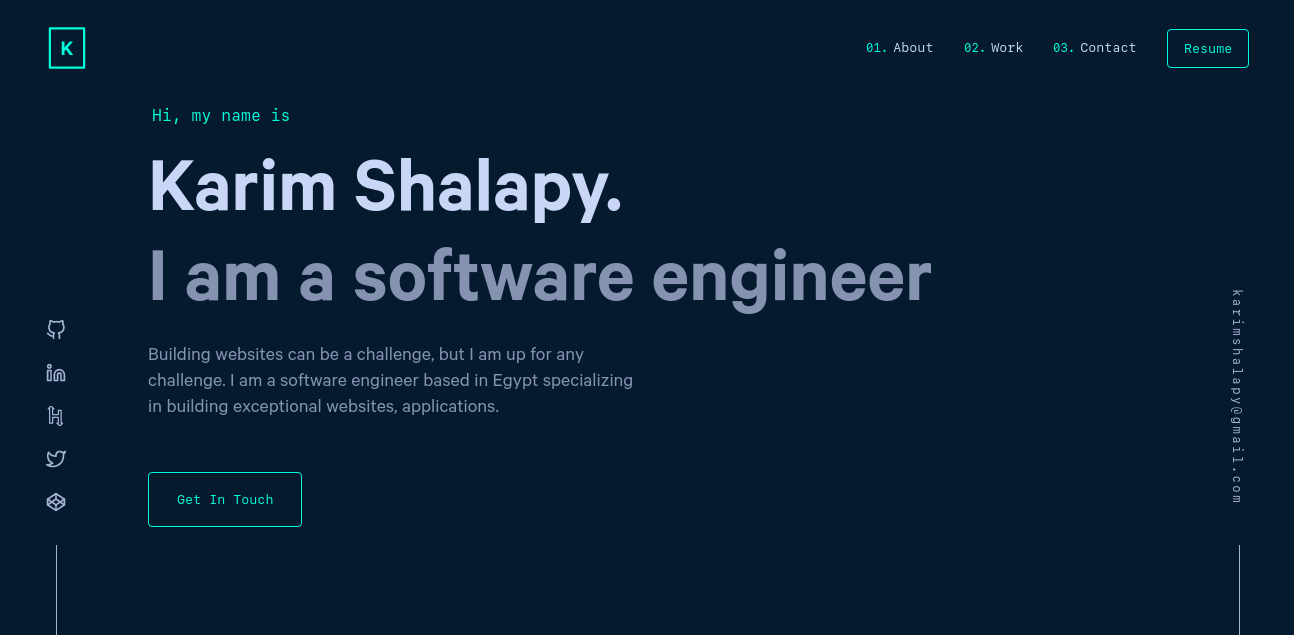 K
01. About 02. Work 03. Contact Resume
Hi, my name is
Karim Shalapy.
I am a software engineer
Building websites can be a challenge, but I am up for any
challenge. I am a software engineer based in Egypt specializing
in building exceptional websites, applications.
Get In Touch
karimshalapy@gmail.com